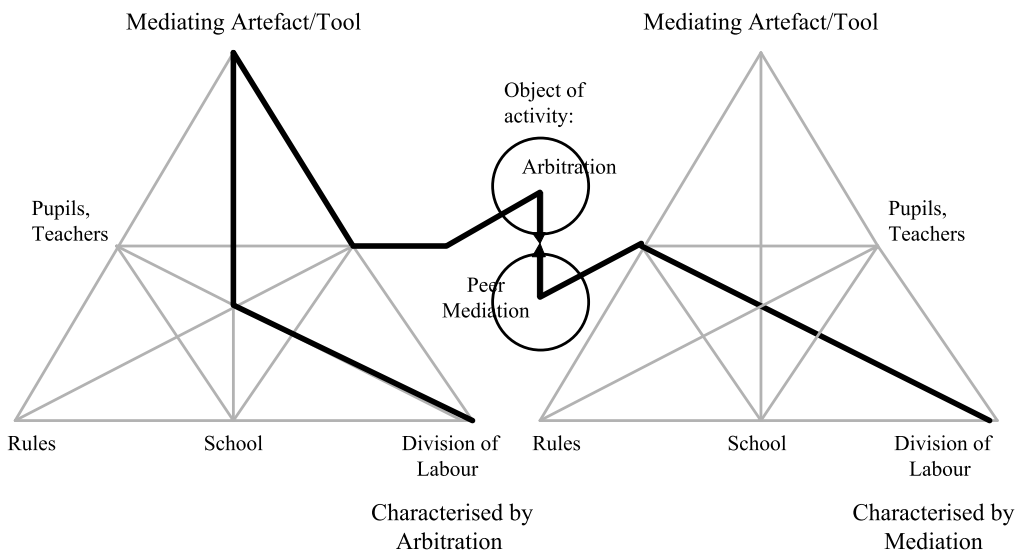 Mediating Artefact/Tool
Mediating Artefact/Tool
Object of
activity:
Arbitration
Pupils,
Teachers
Pupils,
Teachers
Peer
Mediation
Rules
School
Division of
Labour
Rules
School
Division of
Labour
Characterised by
Arbitration
Characterised by
Mediation